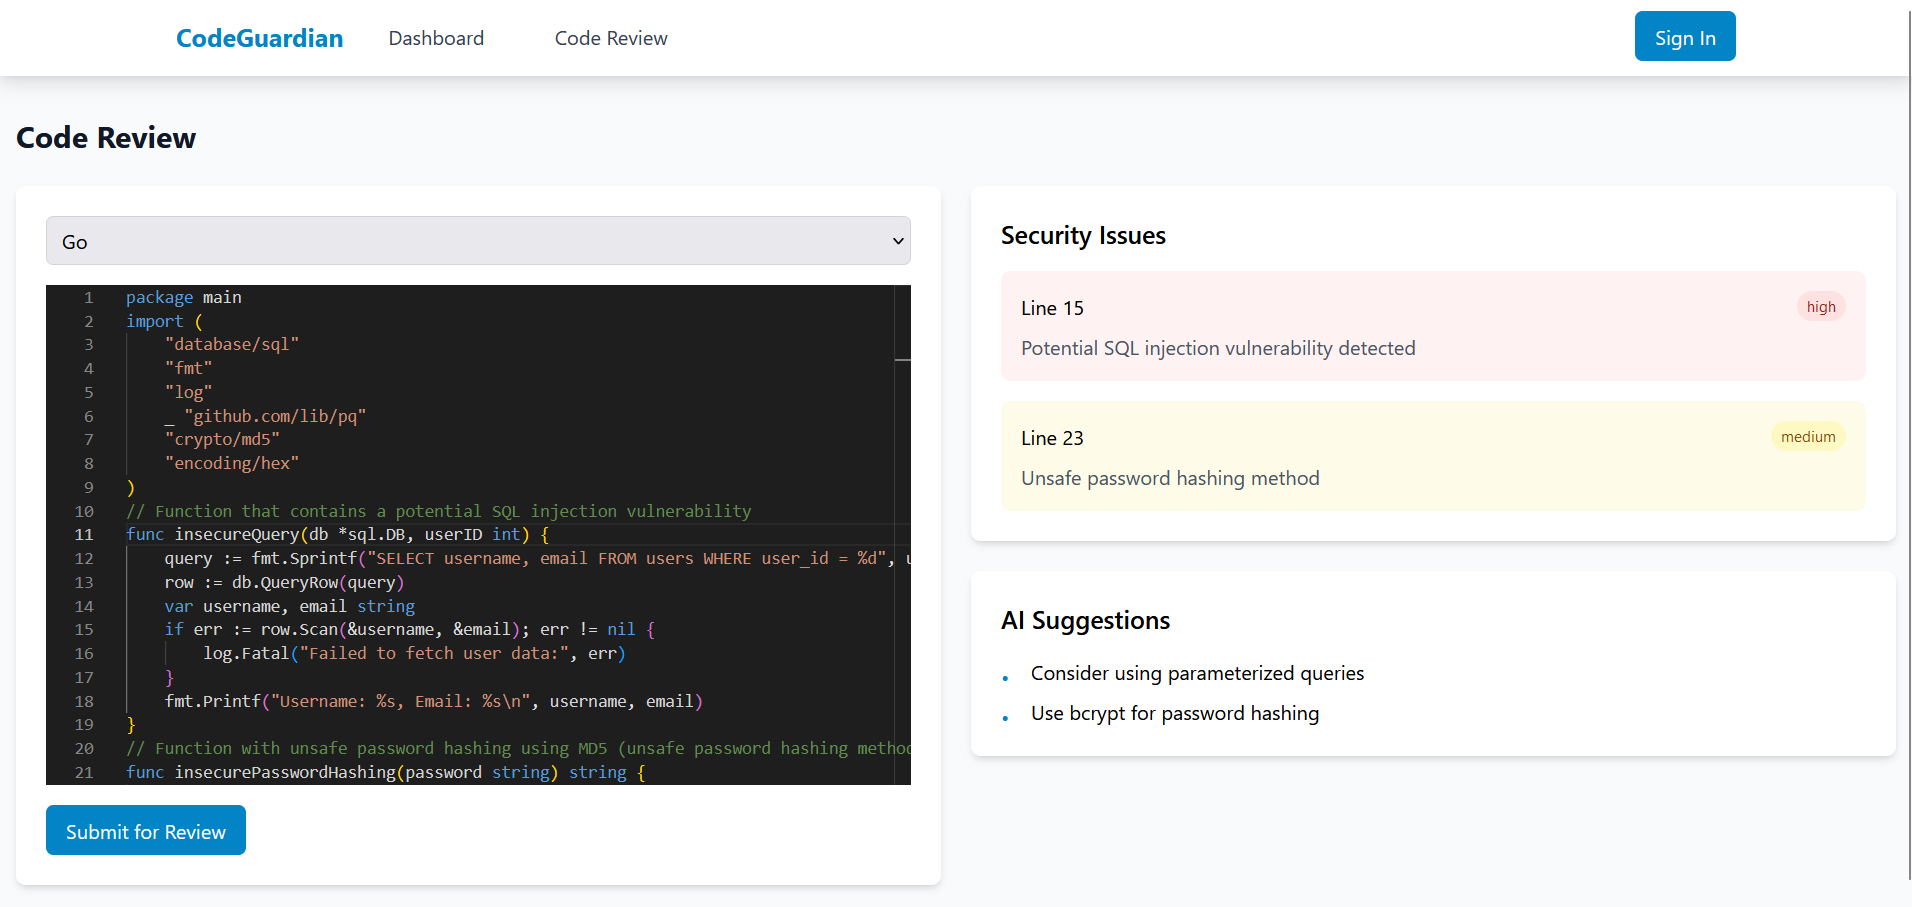 CodeGuardian Dashboard Code Review Sign In
Code Review
Go
1 package main
2 import (
3 "database/sql"
4 "fmt"
5 "log"
6 _ "github.com/lib/pq"
7 "crypto/md5"
8 "encoding/hex"
9 )
10 // Function that contains a potential SQL injection vulnerability
11 func insecureQuery(db *sql.DB, userID int) {
12 query := fmt.Sprintf("SELECT username, email FROM users WHERE user_id = %d",
13 row := db.QueryRow(query)
14 var username, email string
15 if err := row.Scan(&username, &email); err != nil {
16 log.Fatal("Failed to fetch user data:", err)
17 }
18 fmt.Printf("Username: %s, Email: %s\n", username, email)
19 }
20 // Function with unsafe password hashing using MD5 (unsafe password hashing
21 func insecurePasswordHashing(password string) string {
Submit for Review
Security Issues
Line 15 high
Potential SQL injection vulnerability detected
Line 23 medium
Unsafe password hashing method
AI Suggestions
• Consider using parameterized queries
• Use bcrypt for password hashing